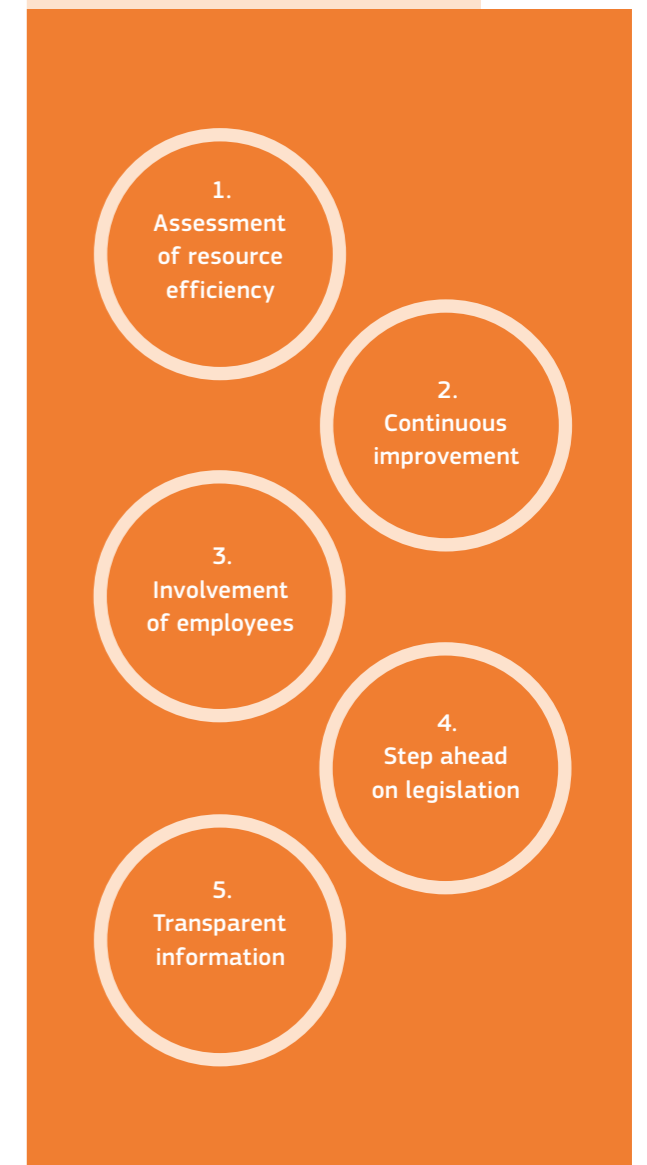 1.
Assessment
of resource
efficiency
2.
Continuous
improvement
3.
Involvement
of employees
4.
Step ahead
on legislation
5.
Transparent
information